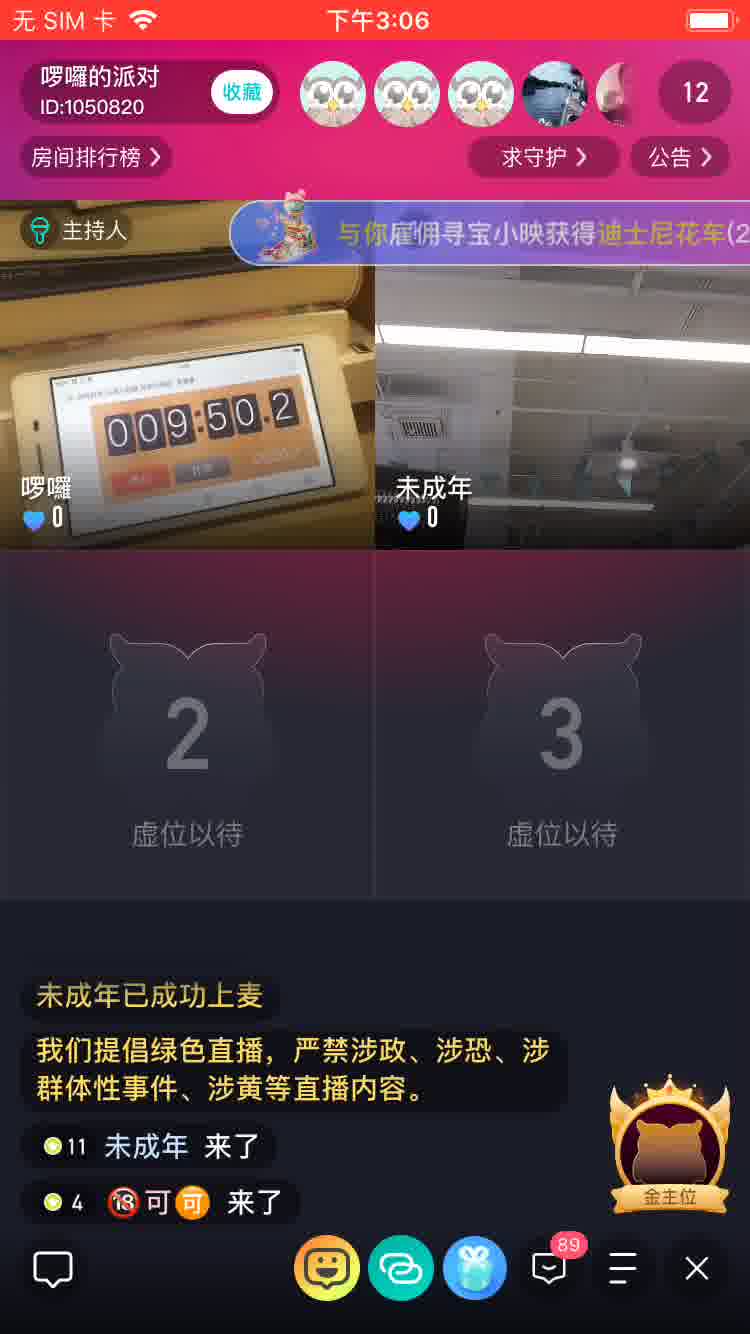 无 SIM 卡
下午3:06
啰囉的派对
ID:1050820
收藏
12
房间排行榜
求守护
公告
主持人
与你雇佣寻宝小映获得迪士尼花车(2
009:50.2
啰囉
0
未成年
0
2
虚位以待
3
虚位以待
未成年已成功上麦
我们提倡绿色直播，严禁涉政、涉恐、涉
群体性事件、涉黄等直播内容。
11 未成年 来了
4 🔞可可 来了
金主位
89